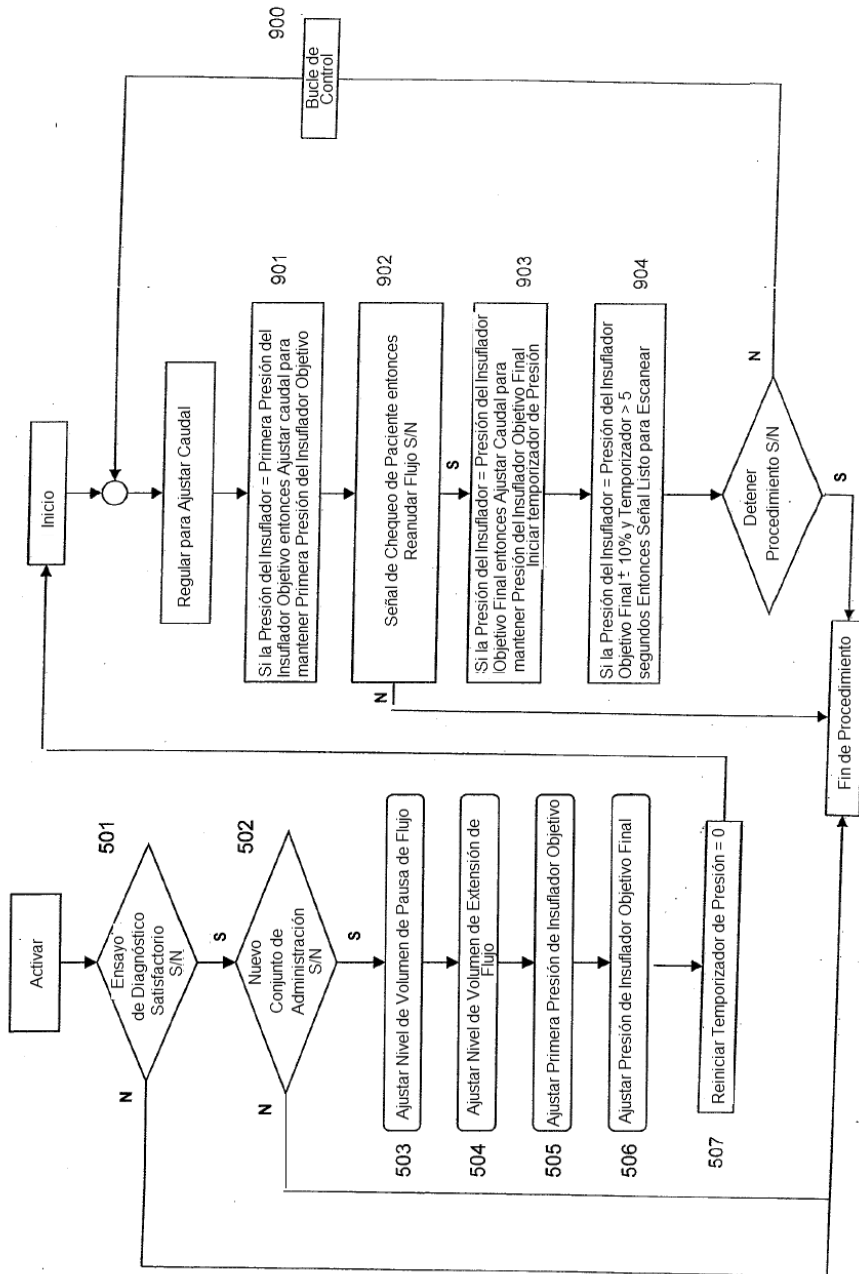 Activar
501
Ensayo
de Diagnóstico
Satisfactorio
S/N
N
S
502
Nuevo
Conjunto de
Administración
S/N
N
S
503
Ajustar Nivel de Volumen de Pausa de Flujo
504
Ajustar Nivel de Volumen de Extensión de
Flujo
505
Ajustar Primera Presión de Insuflador Objetivo
506
Ajustar Presión de Insuflador Objetivo Final
507
Reiniciar Temporizador de Presión = 0
Inicio
Regular para Ajustar Caudal
901
Si la Presión del Insuflador = Primera Presión del
Insuflador Objetivo entonces Ajustar caudal para
mantener Primera Presión del Insuflador Objetivo
902
Señal de Chequeo de Paciente entonces
Reanudar Flujo S/N
N
S
903
Si la Presión del Insuflador = Presión del Insuflador
Objetivo Final entonces Ajustar Caudal para
mantener Presión del Insuflador Objetivo Final
Iniciar temporizador de Presión
904
Si la Presión del Insuflador = Presión del Insuflador
Objetivo Final ± 10% y Temporizador > 5
segundos Entonces Señal Listo para Escanear
Detener
Procedimiento S/N
N
S
Bucle de
Control
900
Fin de Procedimiento